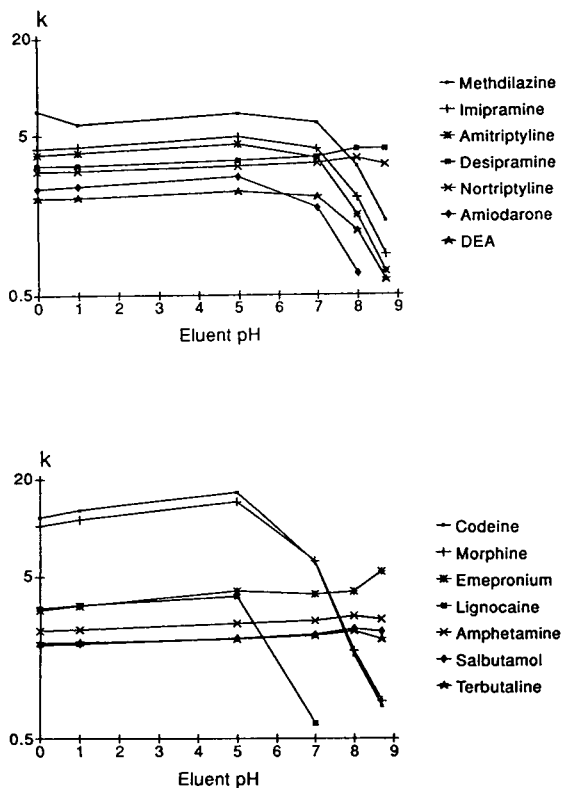 k
20
5
0.5
0 1 2 3 4 5 6 7 8 9
Eluent pH
Methdilazine
Imipramine
Amitriptyline
Desipramine
Nortriptyline
Amiodarone
DEA
k
20
5
0.5
0 1 2 3 4 5 6 7 8 9
Eluent pH
Codeine
Morphine
Emepronium
Lignocaine
Amphetamine
Salbutamol
Terbutaline